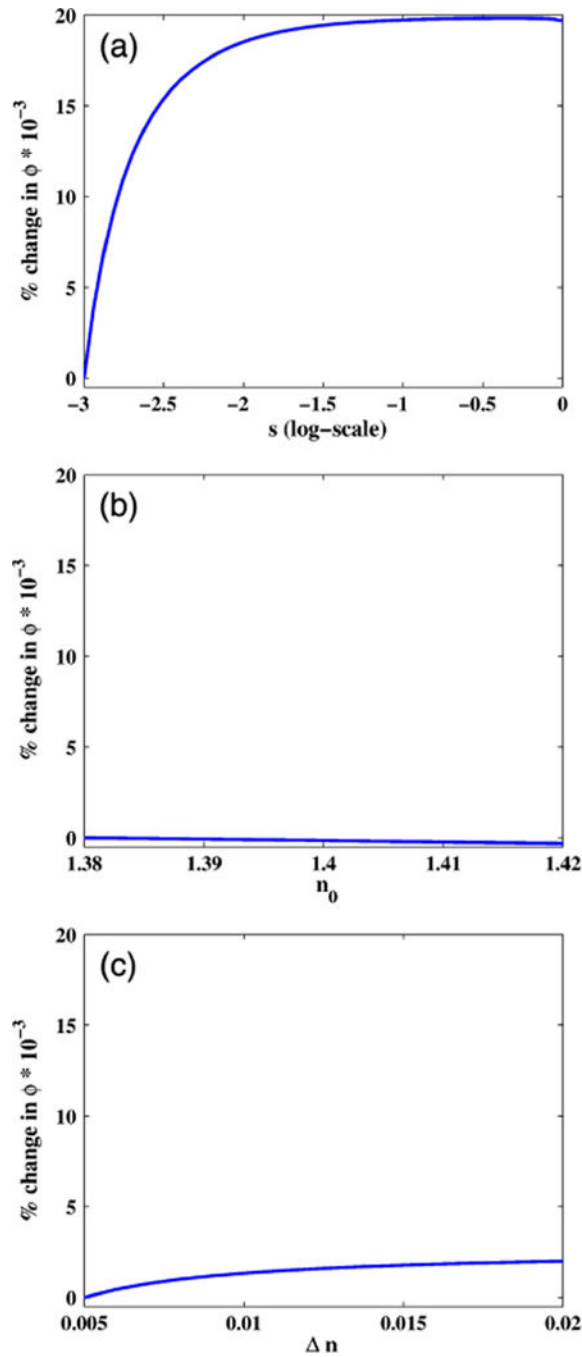 (a)
% change in ϕ * 10⁻³
20
15
10
5
0
−3 −2.5 −2 −1.5 −1 −0.5 0
s (log−scale)
(b)
% change in ϕ * 10⁻³
20
15
10
5
0
1.38 1.39 1.4 1.41 1.42
n₀
(c)
% change in ϕ * 10⁻³
20
15
10
5
0
0.005 0.01 0.015 0.02
Δ n